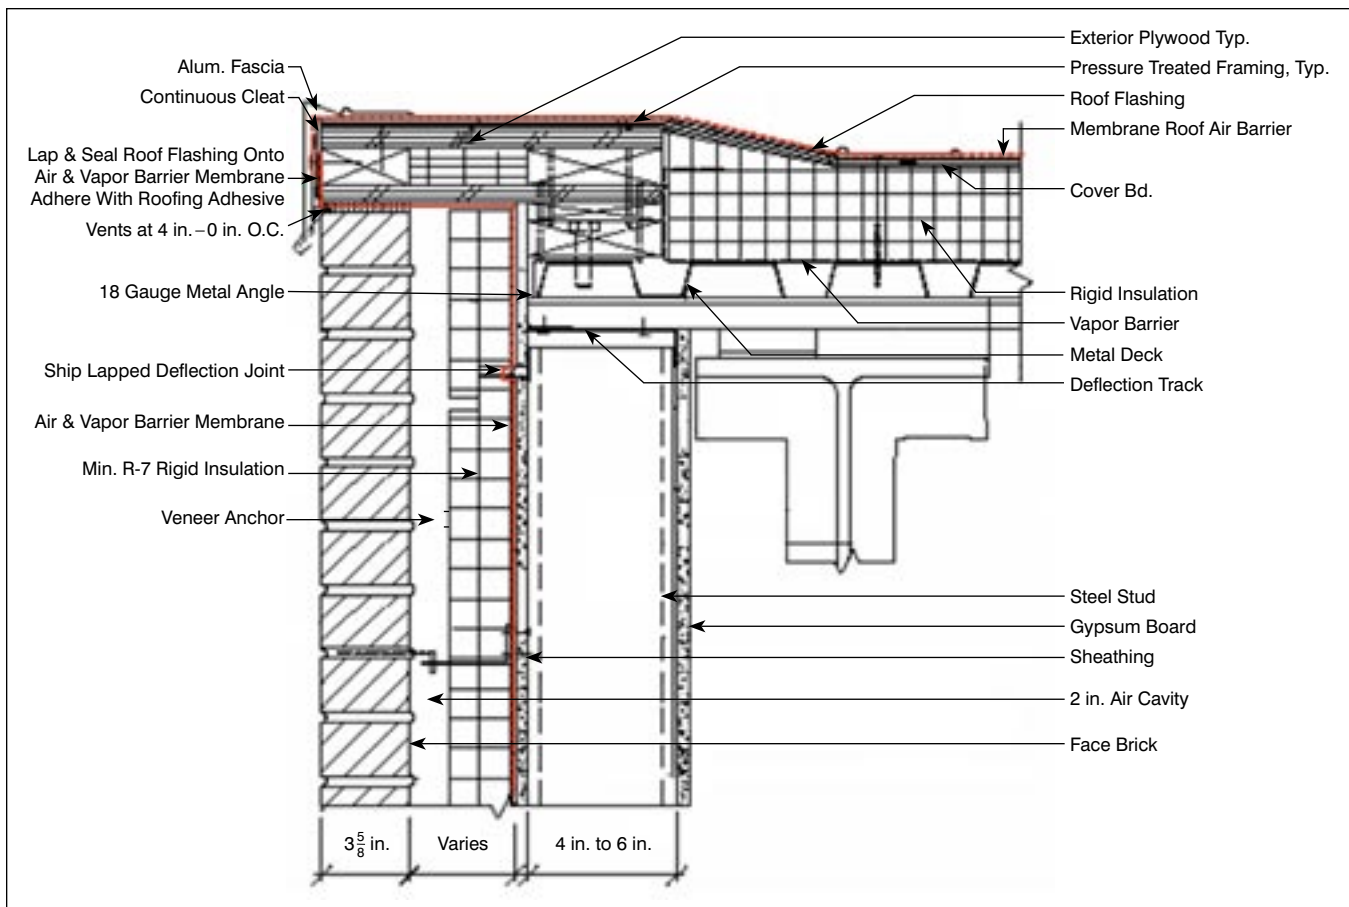 Alum. Fascia
Continuous Cleat
Lap & Seal Roof Flashing Onto
Air & Vapor Barrier Membrane
Adhere With Roofing Adhesive
Vents at 4 in.–0 in. O.C.
18 Gauge Metal Angle
Ship Lapped Deflection Joint
Air & Vapor Barrier Membrane
Min. R-7 Rigid Insulation
Veneer Anchor
Exterior Plywood Typ.
Pressure Treated Framing, Typ.
Roof Flashing
Membrane Roof Air Barrier
Cover Bd.
Rigid Insulation
Vapor Barrier
Metal Deck
Deflection Track
Steel Stud
Gypsum Board
Sheathing
2 in. Air Cavity
Face Brick
3 5/8 in.
Varies
4 in. to 6 in.